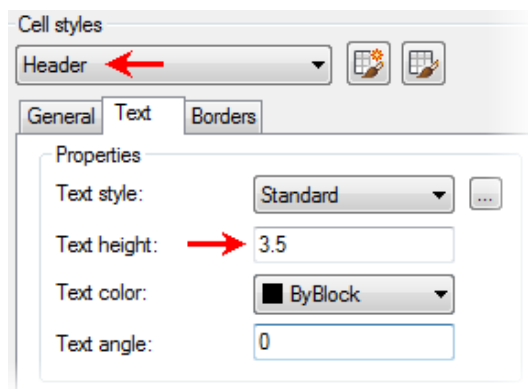 Cell styles
Header
General Text Borders
Properties
Text style: Standard ...
Text height: 3.5
Text color: ByBlock
Text angle: 0